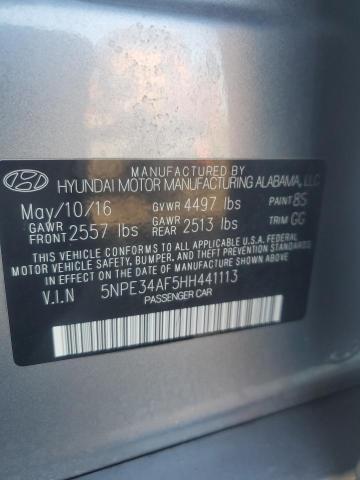 MANUFACTURED BY
HYUNDAI MOTOR MANUFACTURING ALABAMA, LLC
May/10/16 GVWR 4497 lbs PAINT 8S
GAWR FRONT 2557 lbs GAWR REAR 2513 lbs TRIM GG
THIS VEHICLE CONFORMS TO ALL APPLICABLE U.S.A. FEDERAL
MOTOR VEHICLE SAFETY, BUMPER, AND THEFT PREVENTION
STANDARDS IN EFFECT ON THE DATE OF MANUFACTURE SHOWN ABOVE.
V.I.N 5NPE34AF5HH441113
PASSENGER CAR